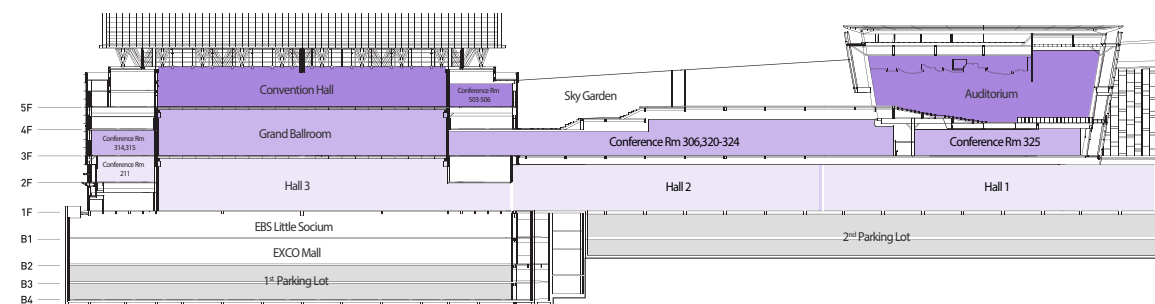 Convention Hall
Conference Rm
503-506
Sky Garden
Auditorium
5F
4F
Conference Rm
314,315
Grand Ballroom
Conference Rm 306,320-324
Conference Rm 325
3F
Conference Rm
211
2F
Hall 3
Hall 2
Hall 1
1F
EBS Little Socium
B1
2nd Parking Lot
EXCO Mall
B2
1st Parking Lot
B3
B4